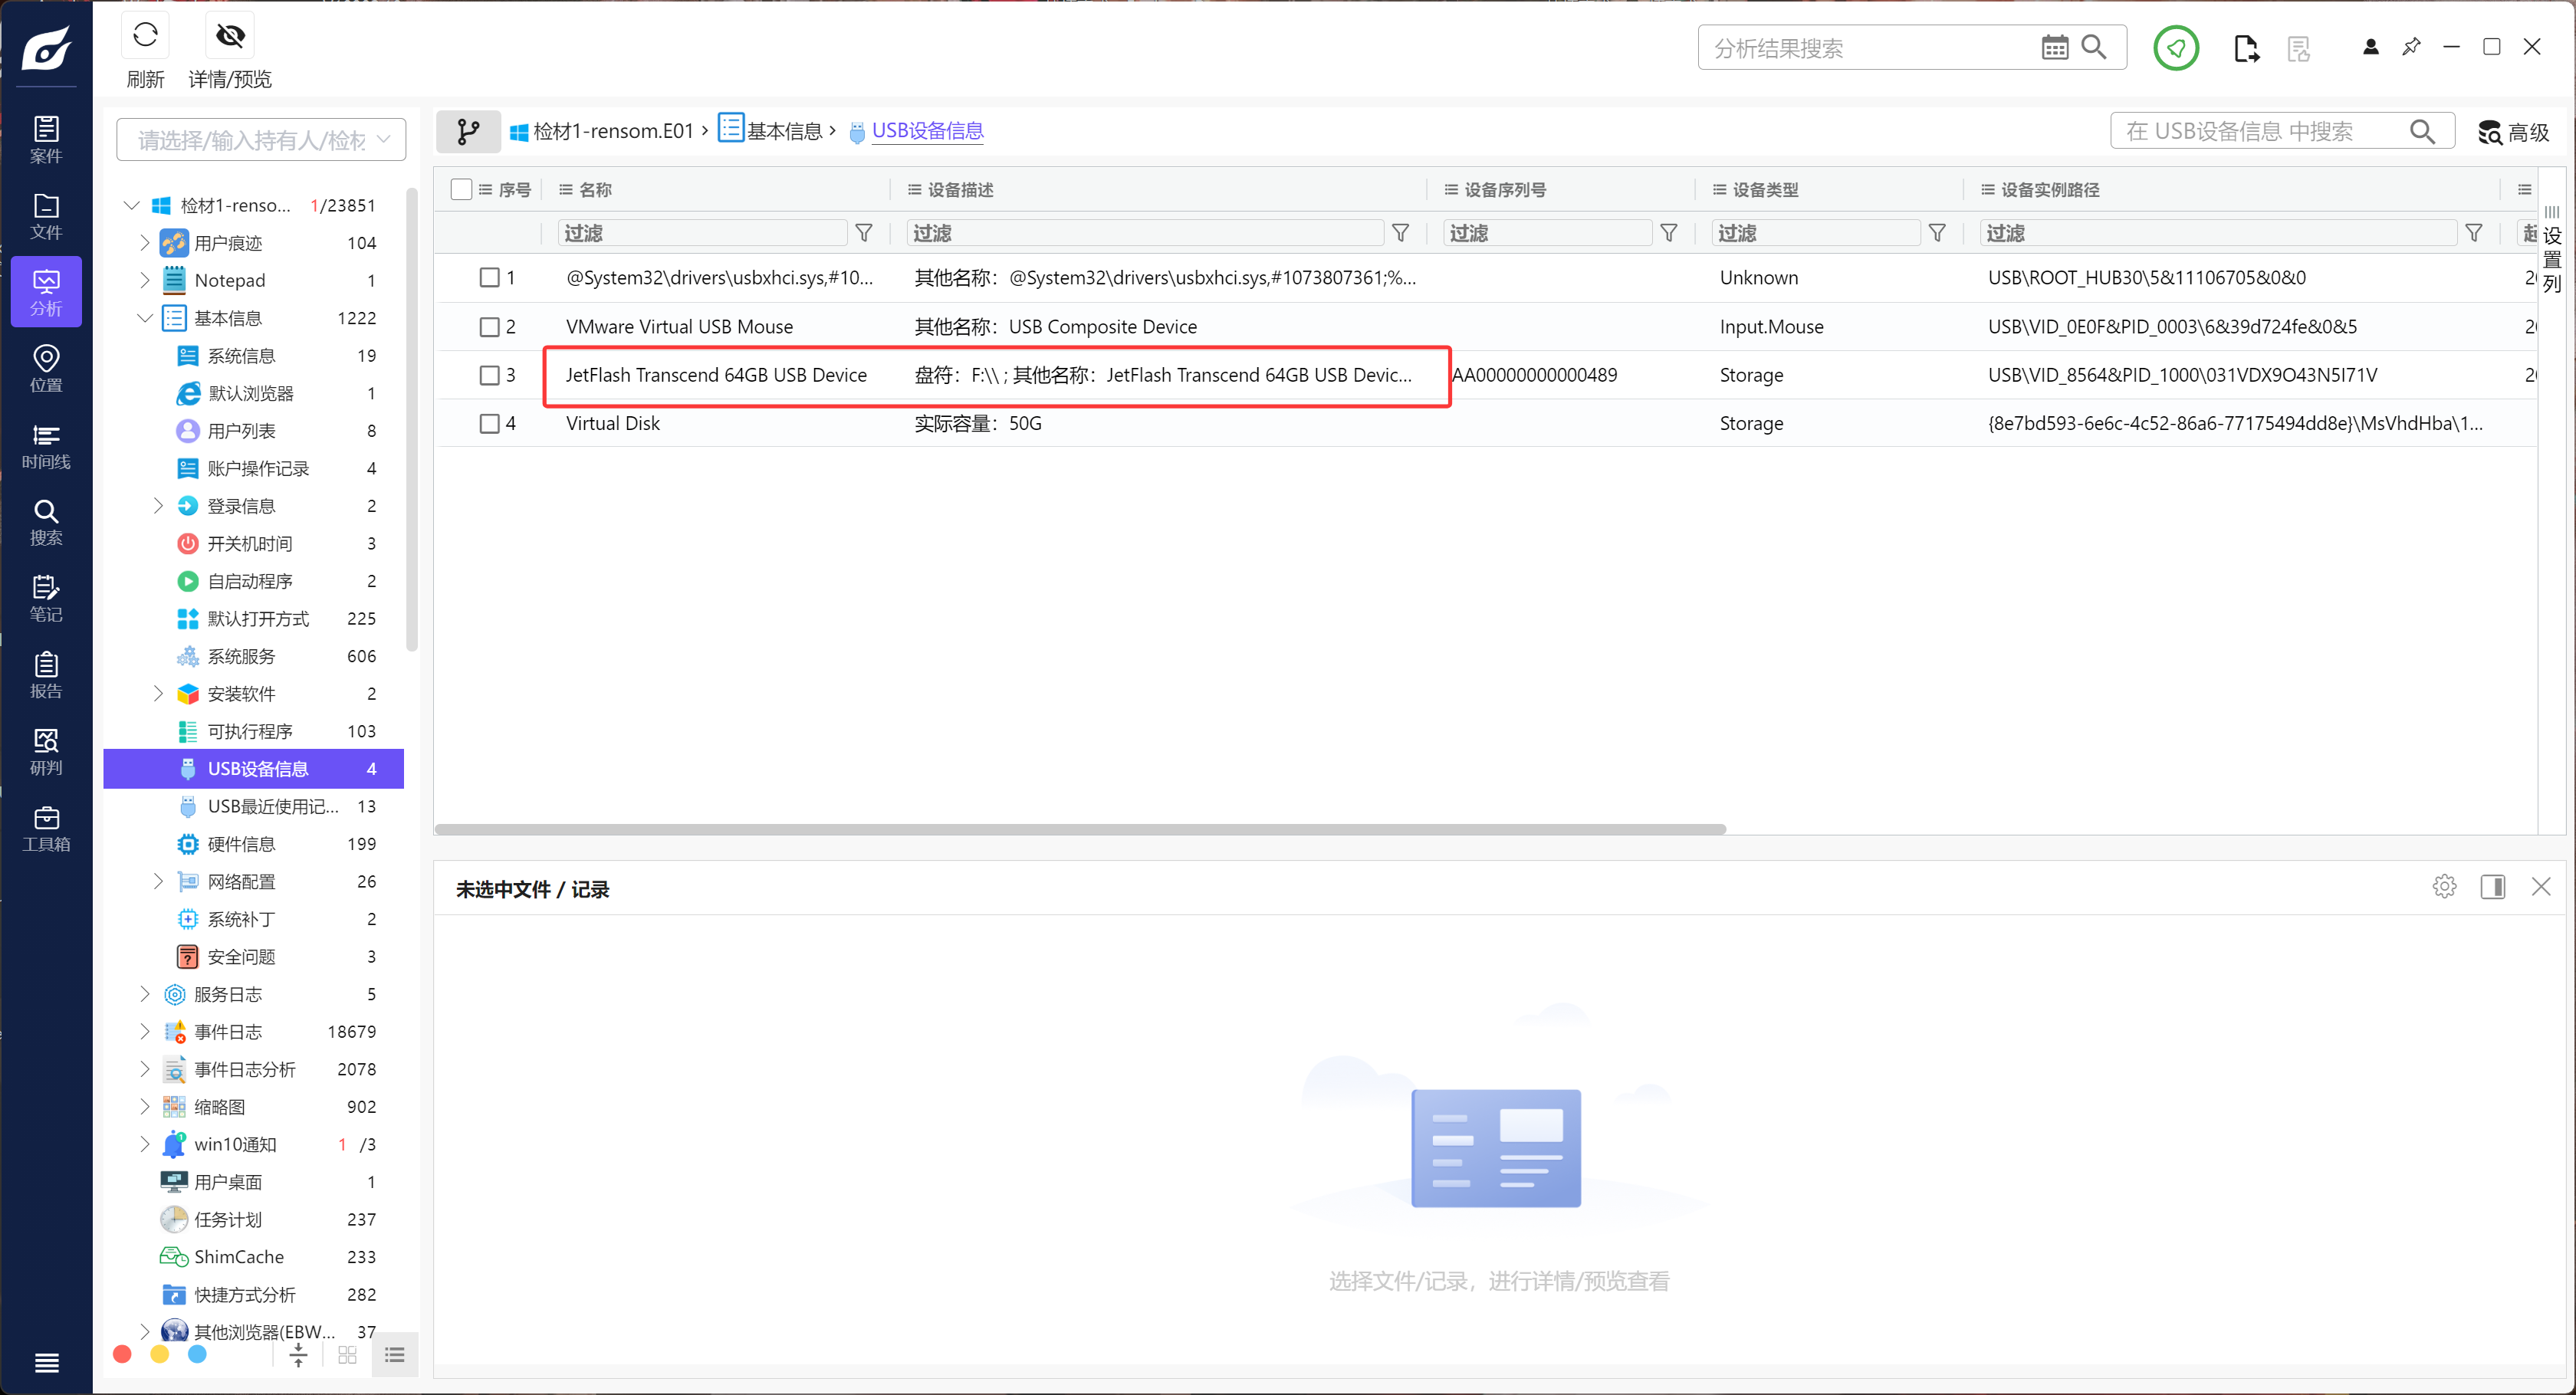 刷新
详情/预览
分析结果搜索
案件
文件
分析
位置
时间线
搜索
笔记
报告
研判
工具箱
请选择/输入持有人/检材
检材1-renso... 1/23851
用户痕迹 104
Notepad 1
基本信息 1222
系统信息 19
默认浏览器 1
用户列表 8
账户操作记录 4
登录信息 2
开关机时间 3
自启动程序 2
默认打开方式 225
系统服务 606
安装软件 2
可执行程序 103
USB设备信息 4
USB最近使用记... 13
硬件信息 199
网络配置 26
系统补丁 2
安全问题 3
服务日志 5
事件日志 18679
事件日志分析 2078
缩略图 902
win10通知 1 /3
用户桌面 1
任务计划 237
ShimCache 233
快捷方式分析 282
其他浏览器(EBW... 37
检材1-rensom.E01 › 基本信息 › USB设备信息
在 USB设备信息 中搜索
高级
序号 名称 设备描述 设备序列号 设备类型 设备实例路径
过滤 过滤 过滤 过滤 过滤 起
1 @System32\drivers\usbxhci.sys,#10... 其他名称：@System32\drivers\usbxhci.sys,#1073807361;%... Unknown USB\ROOT_HUB30\5&11106705&0&0 20
2 VMware Virtual USB Mouse 其他名称：USB Composite Device Input.Mouse USB\VID_0E0F&PID_0003\6&39d724fe&0&5 20
3 JetFlash Transcend 64GB USB Device 盘符：F:\\ ; 其他名称：JetFlash Transcend 64GB USB Devic... AA00000000000489 Storage USB\VID_8564&PID_1000\031VDX9O43N5I71V 20
4 Virtual Disk 实际容量：50G Storage {8e7bd593-6e6c-4c52-86a6-77175494dd8e}\MsVhdHba\1...
设置列
未选中文件 / 记录
选择文件/记录，进行详情/预览查看